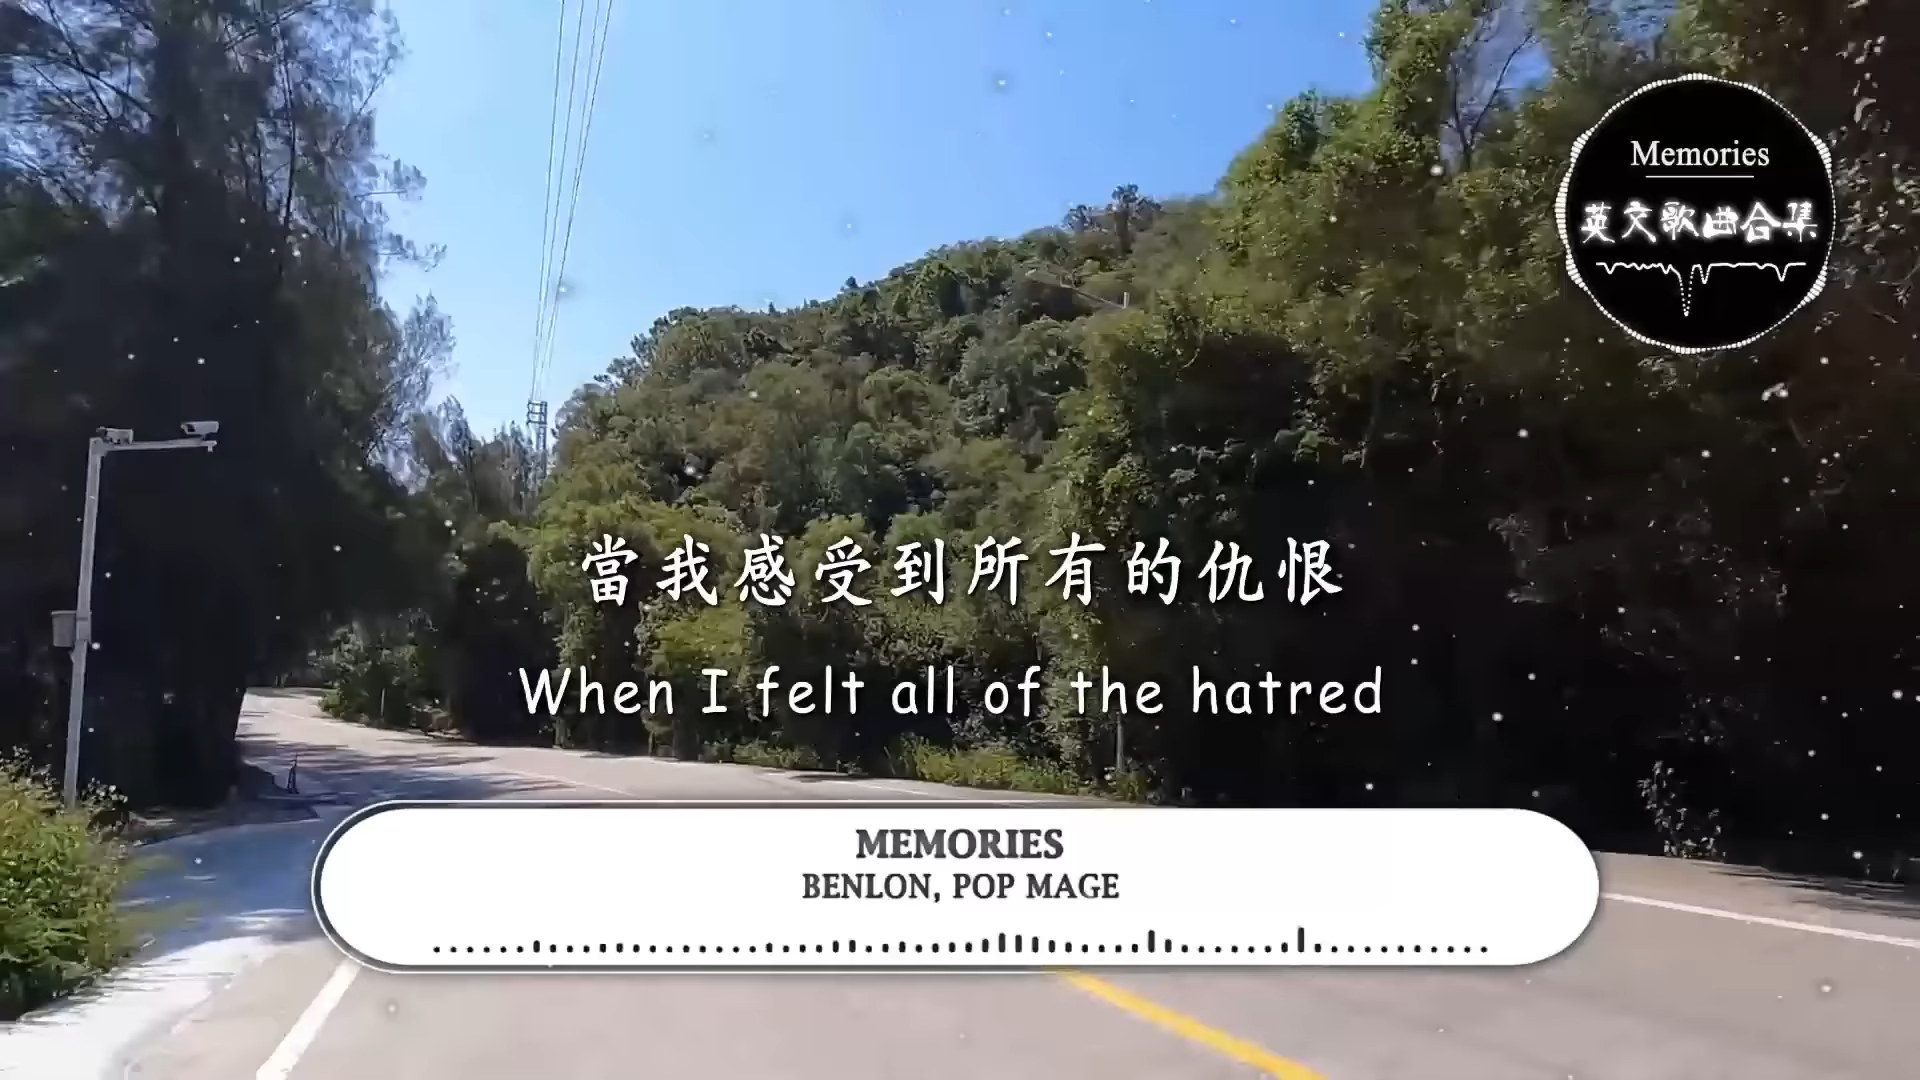 Memories
英文歌曲合集
當我感受到所有的仇恨
When I felt all of the hatred
MEMORIES
BENLON, POP MAGE